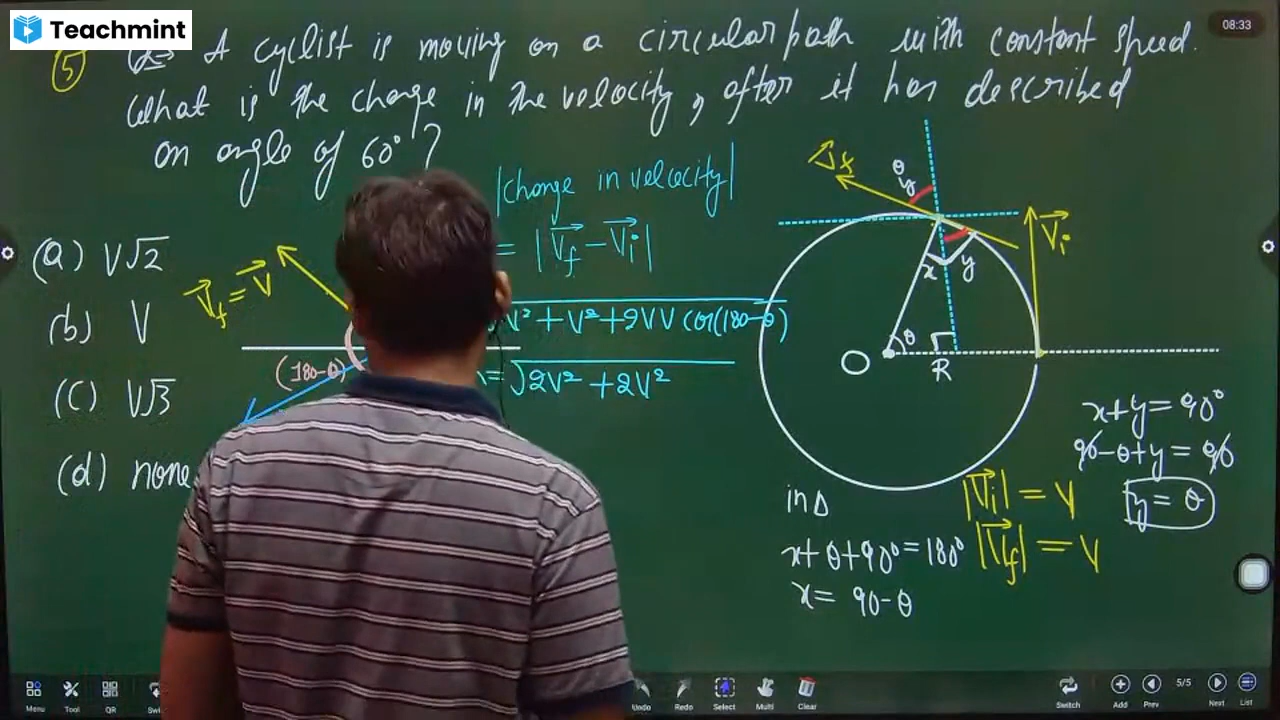 Teachmint
08:33
(5) Q→ A cyclist is moving on a circular path with constant speed.
What is the change in the velocity, after it has described
an angle of 60° ?
(a) V√2
(b) V
(c) V√3
(d) none
V⃗f = V⃗
(180-θ)
|change in velocity|
= |V⃗f − V⃗i|
V² + V² + 2VV cos(180-θ)
= √2V² + 2V²
V⃗i
θ
y
x
y
O
θ
R
x+y = 90°
90-θ+y = 90
y = θ
|V⃗i| = V
|V⃗f| = V
in Δ
x+θ+90° = 180°
x = 90-θ
Menu
Tool
QR
Undo
Redo
Select
Multi
Clear
Switch
Add
Prev
5/5
Next
List